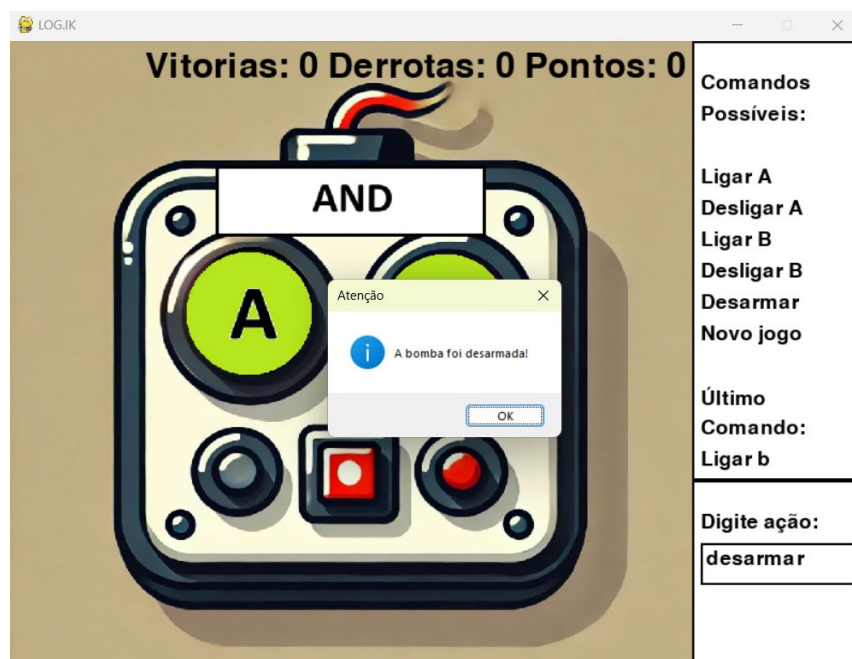 LOG.IK
Vitorias: 0 Derrotas: 0 Pontos: 0
AND
A
Atenção
A bomba foi desarmada!
OK
Comandos
Possíveis:
Ligar A
Desligar A
Ligar B
Desligar B
Desarmar
Novo jogo
Último
Comando:
Ligar b
Digite ação:
desarmar